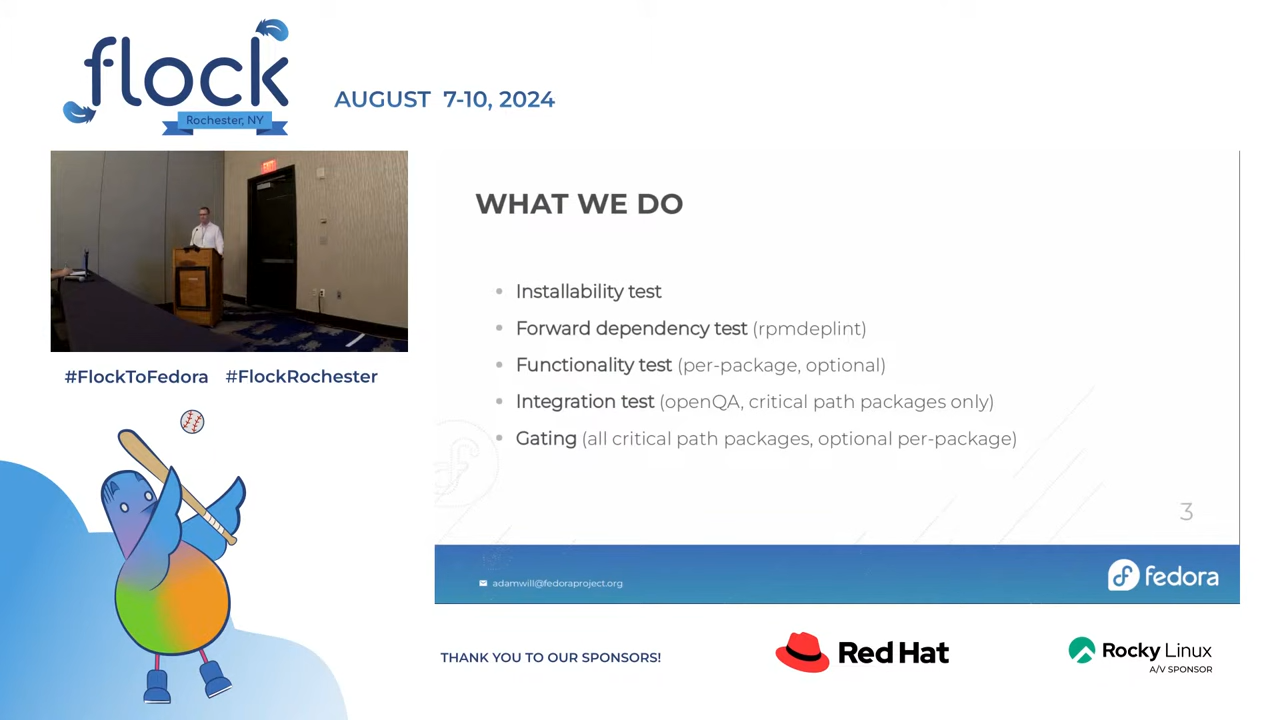 flock
Rochester, NY
AUGUST 7-10, 2024
#FlockToFedora #FlockRochester
WHAT WE DO
• Installability test
• Forward dependency test (rpmdeplint)
• Functionality test (per-package, optional)
• Integration test (openQA, critical path packages only)
• Gating (all critical path packages, optional per-package)
3
adamwill@fedoraproject.org
fedora
THANK YOU TO OUR SPONSORS!
Red Hat
Rocky Linux
A/V SPONSOR